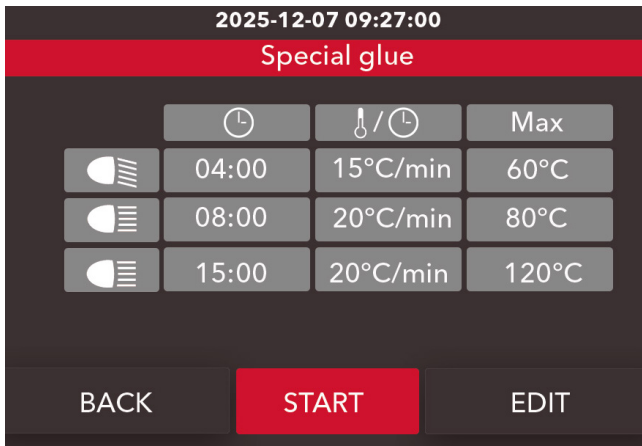 2025-12-07 09:27:00
Special glue
Max
04:00 15°C/min 60°C
08:00 20°C/min 80°C
15:00 20°C/min 120°C
BACK START EDIT